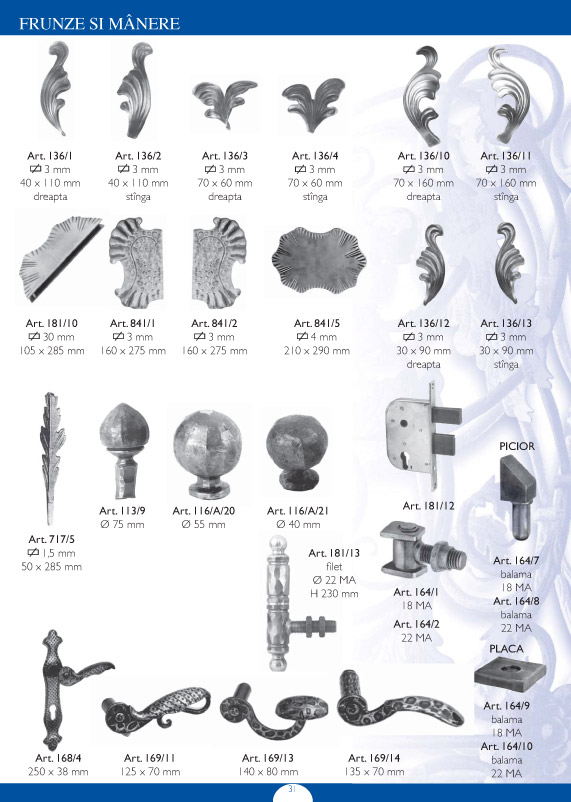 FRUNZE SI MÂNERE
Art. 136/1
3 mm
40 x 110 mm
dreapta
Art. 136/2
3 mm
40 x 110 mm
stînga
Art. 136/3
3 mm
70 x 60 mm
dreapta
Art. 136/4
3 mm
70 x 60 mm
stînga
Art. 136/10
3 mm
70 x 160 mm
dreapta
Art. 136/11
3 mm
70 x 160 mm
stînga
Art. 181/10
30 mm
105 x 285 mm
Art. 841/1
3 mm
160 x 275 mm
Art. 841/2
3 mm
160 x 275 mm
Art. 841/5
4 mm
210 x 290 mm
Art. 136/12
3 mm
30 x 90 mm
dreapta
Art. 136/13
3 mm
30 x 90 mm
stînga
Art. 717/5
1,5 mm
50 x 285 mm
Art. 113/9
Ø 75 mm
Art. 116/A/20
Ø 55 mm
Art. 116/A/21
Ø 40 mm
Art. 181/12
PICIOR
Art. 181/13
filet
Ø 22 MA
H 230 mm
Art. 164/1
18 MA
Art. 164/2
22 MA
Art. 164/7
balama
18 MA
Art. 164/8
balama
22 MA
PLACA
Art. 164/9
balama
18 MA
Art. 164/10
balama
22 MA
Art. 168/4
250 x 38 mm
Art. 169/11
125 x 70 mm
Art. 169/13
140 x 80 mm
Art. 169/14
135 x 70 mm
31